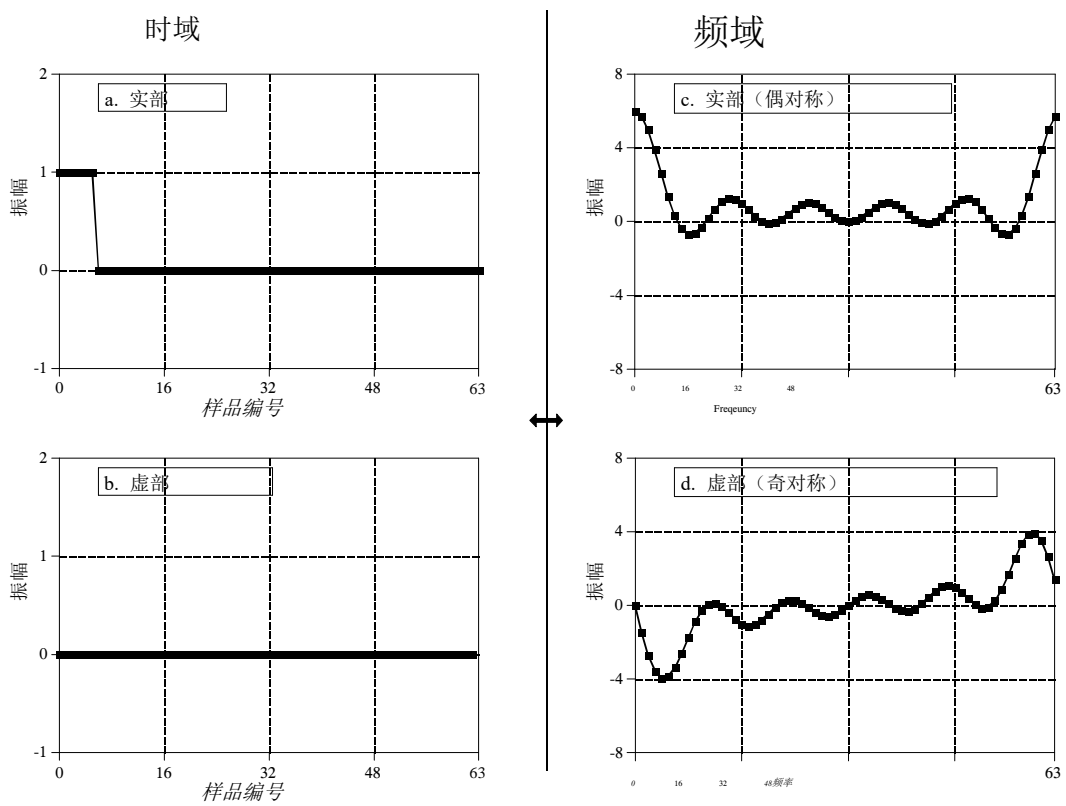 时域
频域
2
1
0
-1
振幅
a. 实部
0 16 32 48 63
样品编号
8
4
0
-4
-8
振幅
c. 实部（偶对称）
0 16 32 48 63
Freqeuncy
2
1
0
-1
振幅
b. 虚部
0 16 32 48 63
样品编号
8
4
0
-4
-8
振幅
d. 虚部（奇对称）
0 16 32 48频率 63